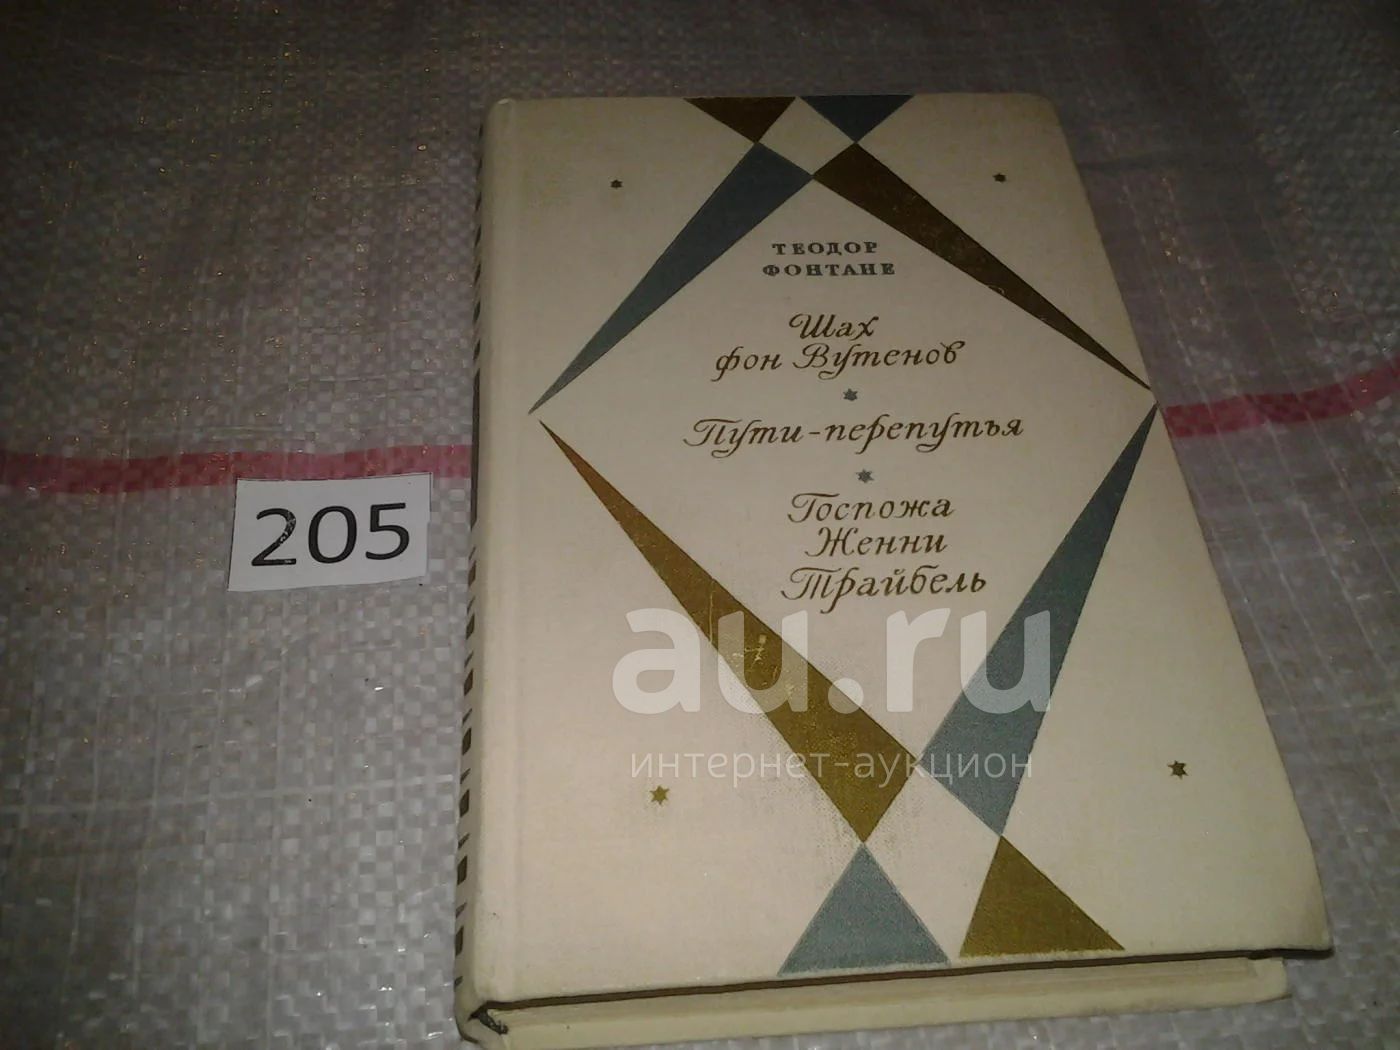 ТЕОДОР
ФОНТАНЕ
Шах
фон Вутенов
Пути-перепутья
Госпожа
Женни
Трайбель
205
au.ru
интернет-аукцион